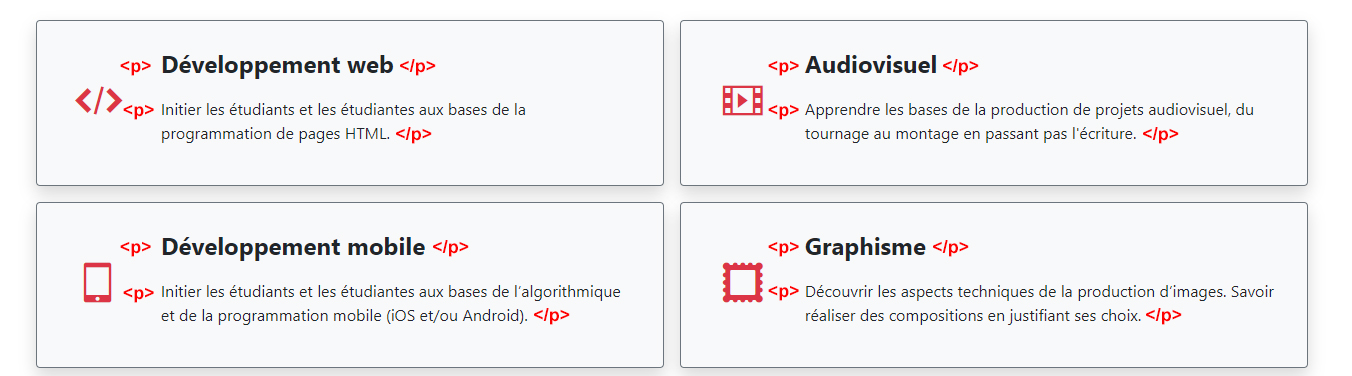 <p> Développement web </p>
</>
<p> Initier les étudiants et les étudiantes aux bases de la
programmation de pages HTML. </p>
<p> Audiovisuel </p>
<p> Apprendre les bases de la production de projets audiovisuel, du
tournage au montage en passant pas l'écriture. </p>
<p> Développement mobile </p>
<p> Initier les étudiants et les étudiantes aux bases de l'algorithmique
et de la programmation mobile (iOS et/ou Android). </p>
<p> Graphisme </p>
<p> Découvrir les aspects techniques de la production d'images. Savoir
réaliser des compositions en justifiant ses choix. </p>